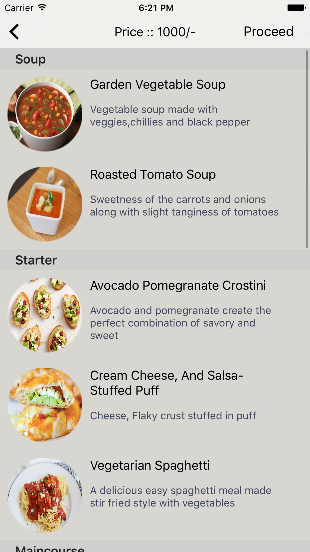 Carrier 6:21 PM
Price :: 1000/- Proceed
Soup
Garden Vegetable Soup
Vegetable soup made with
veggies,chillies and black pepper
Roasted Tomato Soup
Sweetness of the carrots and onions
along with slight tanginess of tomatoes
Starter
Avocado Pomegranate Crostini
Avocado and pomegranate create the
perfect combination of savory and
sweet
Cream Cheese, And Salsa-
Stuffed Puff
Cheese, Flaky crust stuffed in puff
Vegetarian Spaghetti
A delicious easy spaghetti meal made
stir fried style with vegetables
Maincourse